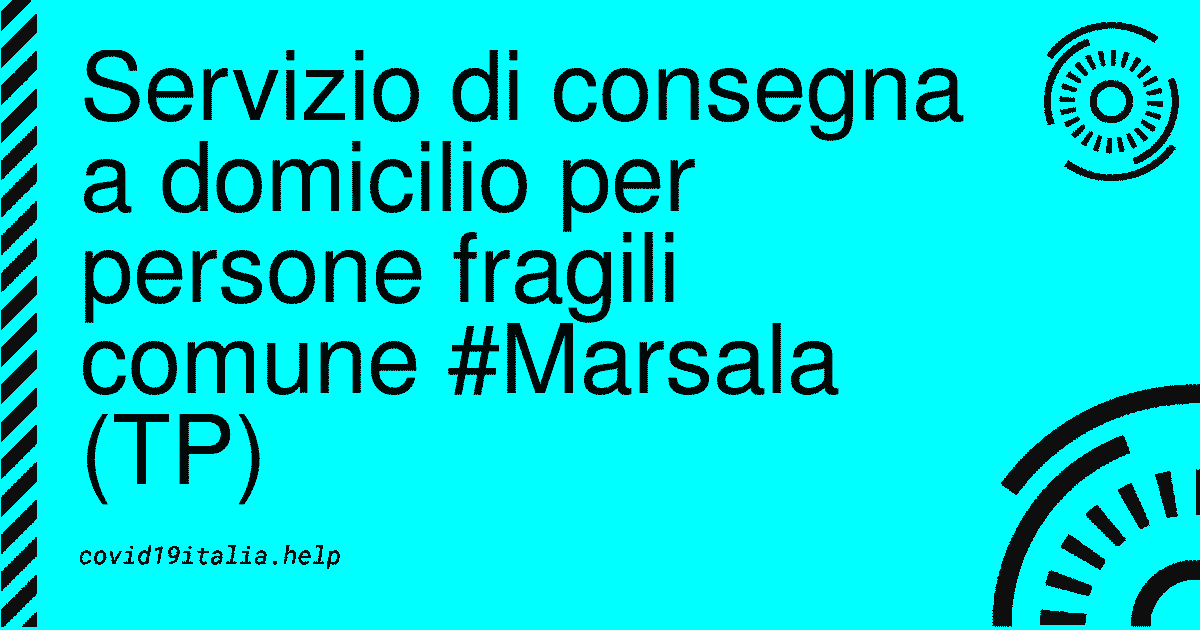 Servizio di consegna
a domicilio per
persone fragili
comune #Marsala
(TP)
covid19italia.help